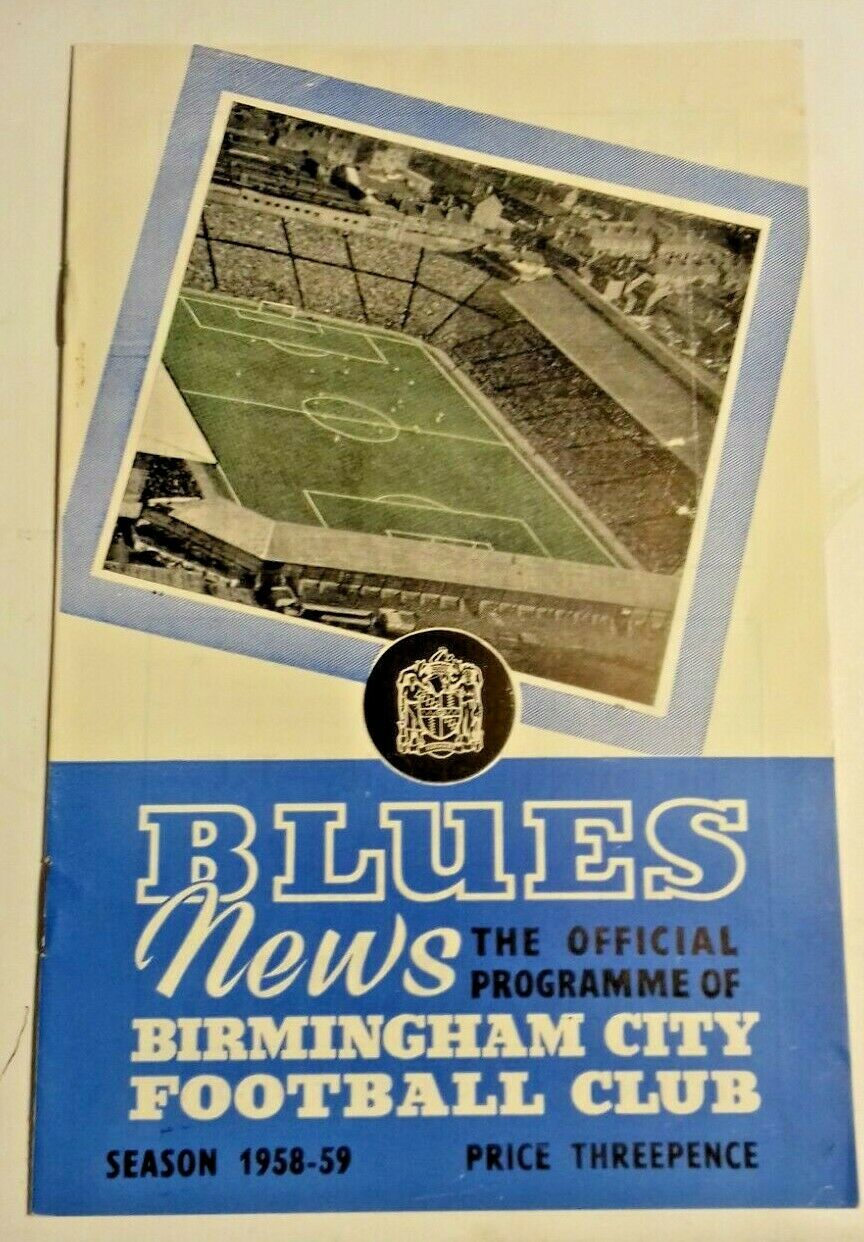 BLUES
News THE OFFICIAL
PROGRAMME OF
BIRMINGHAM CITY
FOOTBALL CLUB
SEASON 1958-59 PRICE THREEPENCE